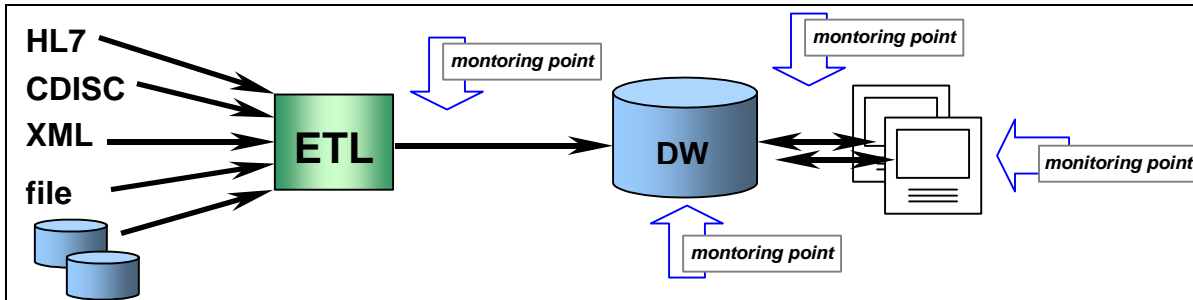 HL7
CDISC
XML
file
ETL
montoring point
DW
montoring point
montoring point
monitoring point